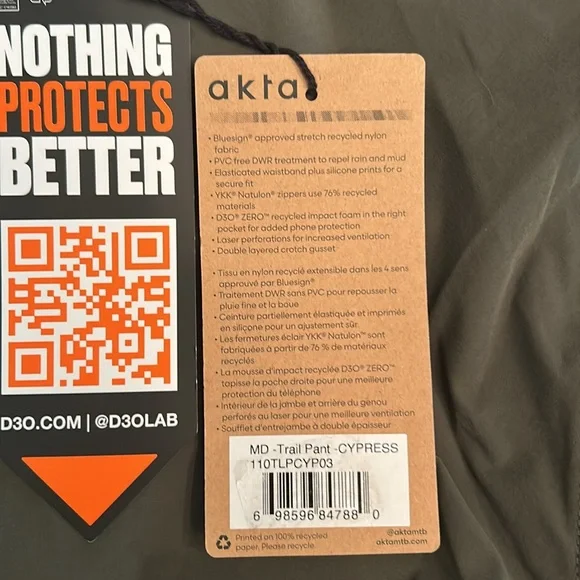 NOTHING
PROTECTS
BETTER
D3O.COM | @D3OLAB
akta
• Bluesign® approved stretch recycled nylon
fabric
• PVC free DWR treatment to repel rain and mud
• Elasticated waistband plus silicone prints for a
secure fit
• YKK® Natulon® zippers use 76% recycled
materials
• D3O® ZERO™ recycled impact foam in the right
pocket for added phone protection
• Laser perforations for increased ventilation
• Double layered crotch gusset
• Tissu en nylon recyclé extensible dans les 4 sens
approuvé par Bluesign®
• Traitement DWR sans PVC pour repousser la
pluie fine et la boue
• Ceinture partiellement élastiquée et imprimés
en silicone pour un ajustement sûr.
• Les fermetures éclair YKK® Natulon™ sont
fabriquées à partir de 76 % de matériaux
recyclés
• La mousse d'impact recyclée D3O® ZERO™
tapisse la poche droite pour une meilleure
protection du téléphone
• Intérieur de la jambe et arrière du genou
perforés au laser pour une meilleure ventilation
• Soufflet d'entrejambe à double épaisseur
MD -Trail Pant -CYPRESS
110TLPCYP03
6 98596 84788 0
Printed on 100% recycled
paper. Please recycle.
@aktamtb
aktamtb.com